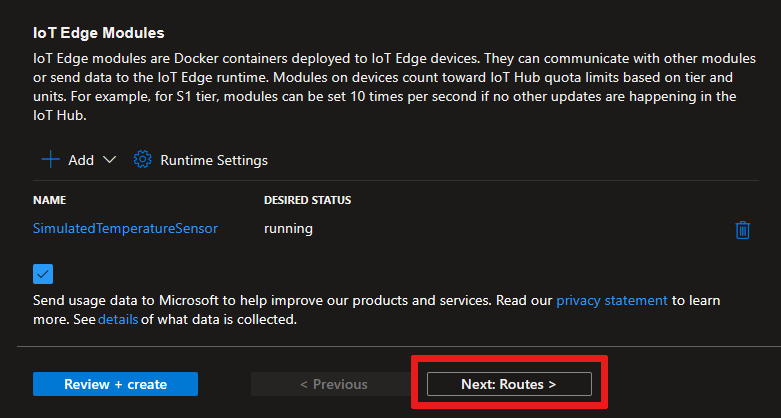 IoT Edge Modules
IoT Edge modules are Docker containers deployed to IoT Edge devices. They can communicate with other modules
or send data to the IoT Edge runtime. Modules on devices count toward IoT Hub quota limits based on tier and
units. For example, for S1 tier, modules can be set 10 times per second if no other updates are happening in the
IoT Hub.
Add Runtime Settings
NAME DESIRED STATUS
SimulatedTemperatureSensor running
Send usage data to Microsoft to help improve our products and services. Read our privacy statement to learn
more. See details of what data is collected.
Review + create < Previous Next: Routes >